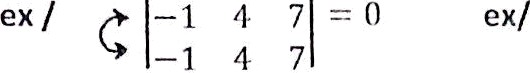 ex / |-1 4 7| = 0 ex/
|-1 4 7|